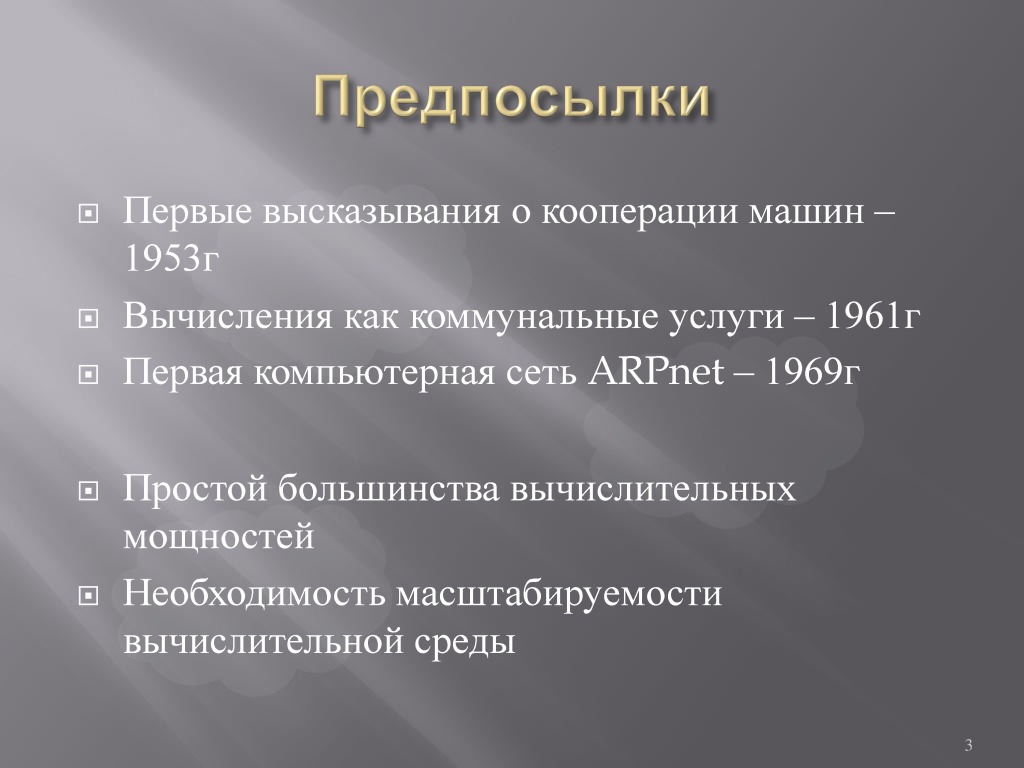 Предпосылки
Первые высказывания о кооперации машин –
1953г
Вычисления как коммунальные услуги – 1961г
Первая компьютерная сеть ARPnet – 1969г
Простой большинства вычислительных
мощностей
Необходимость масштабируемости
вычислительной среды
3